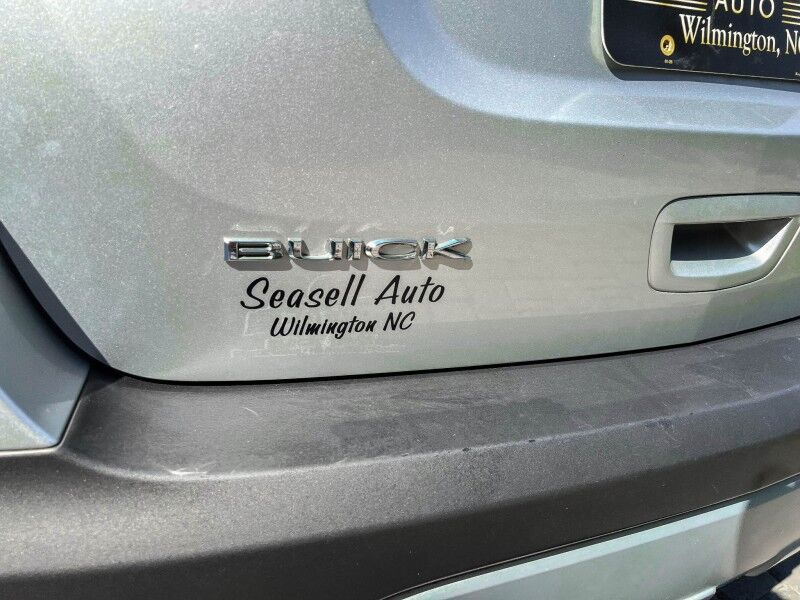 AUTO
Wilmington, NC
BUICK
Seasell Auto
Wilmington NC